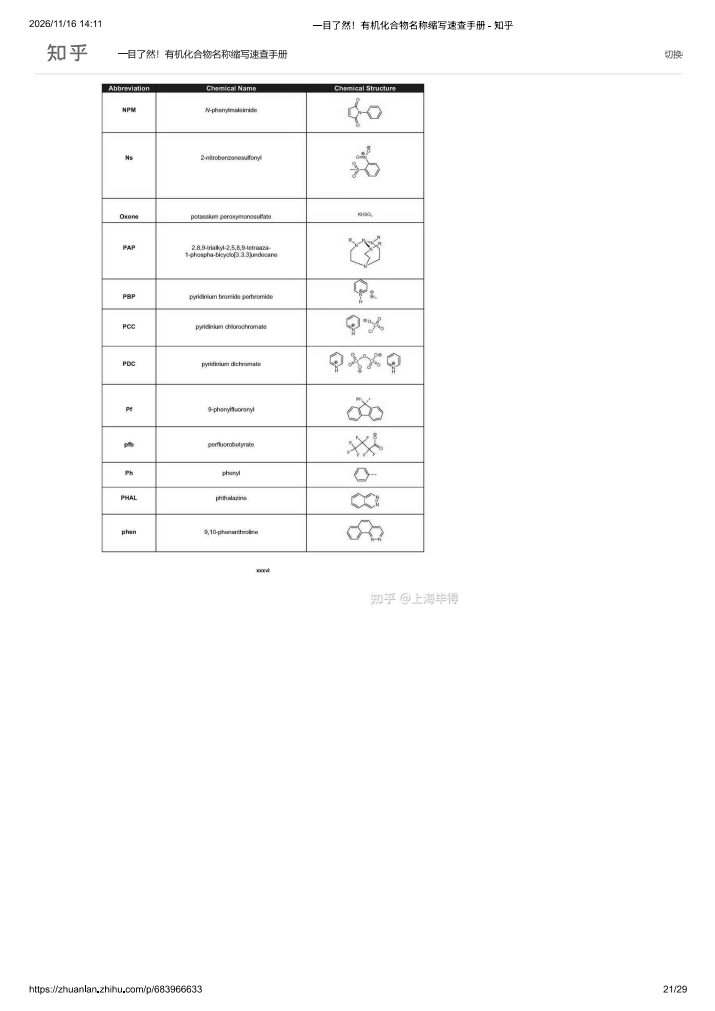 2026/11/16 14:11
一目了然！有机化合物名称缩写速查手册 - 知乎
知乎
一目了然！有机化合物名称缩写速查手册
切换
Abbreviation Chemical Name Chemical Structure
NPM N-phenylmaleimide
Ns 2-nitrobenzenesulfonyl
Oxone potassium peroxymonosulfate KHSO₅
PAP 2,8,9-trialkyl-2,5,8,9-tetraaza-
1-phospha-bicyclo[3.3.3]undecane
PBP pyridinium bromide perbromide
PCC pyridinium chlorochromate
PDC pyridinium dichromate
Pf 9-phenylfluorenyl
pfb perfluorobutyrate
Ph phenyl
PHAL phthalazine
phen 9,10-phenanthroline
xxxvi
知乎 @上海毕得
https://zhuanlan.zhihu.com/p/683966633
21/29